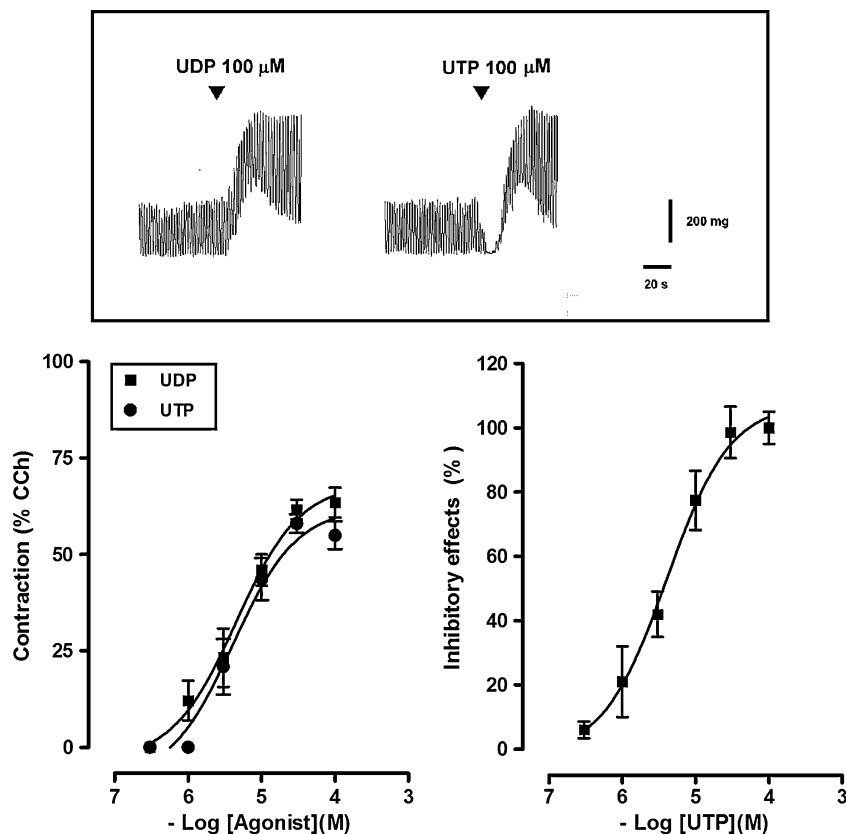 UDP 100 µM
UTP 100 µM
200 mg
20 s
100
75
50
25
0
Contraction (% CCh)
UDP
UTP
7
6
5
4
3
- Log [Agonist](M)
120
100
80
60
40
20
0
Inhibitory effects (%)
7
6
5
4
3
- Log [UTP](M)